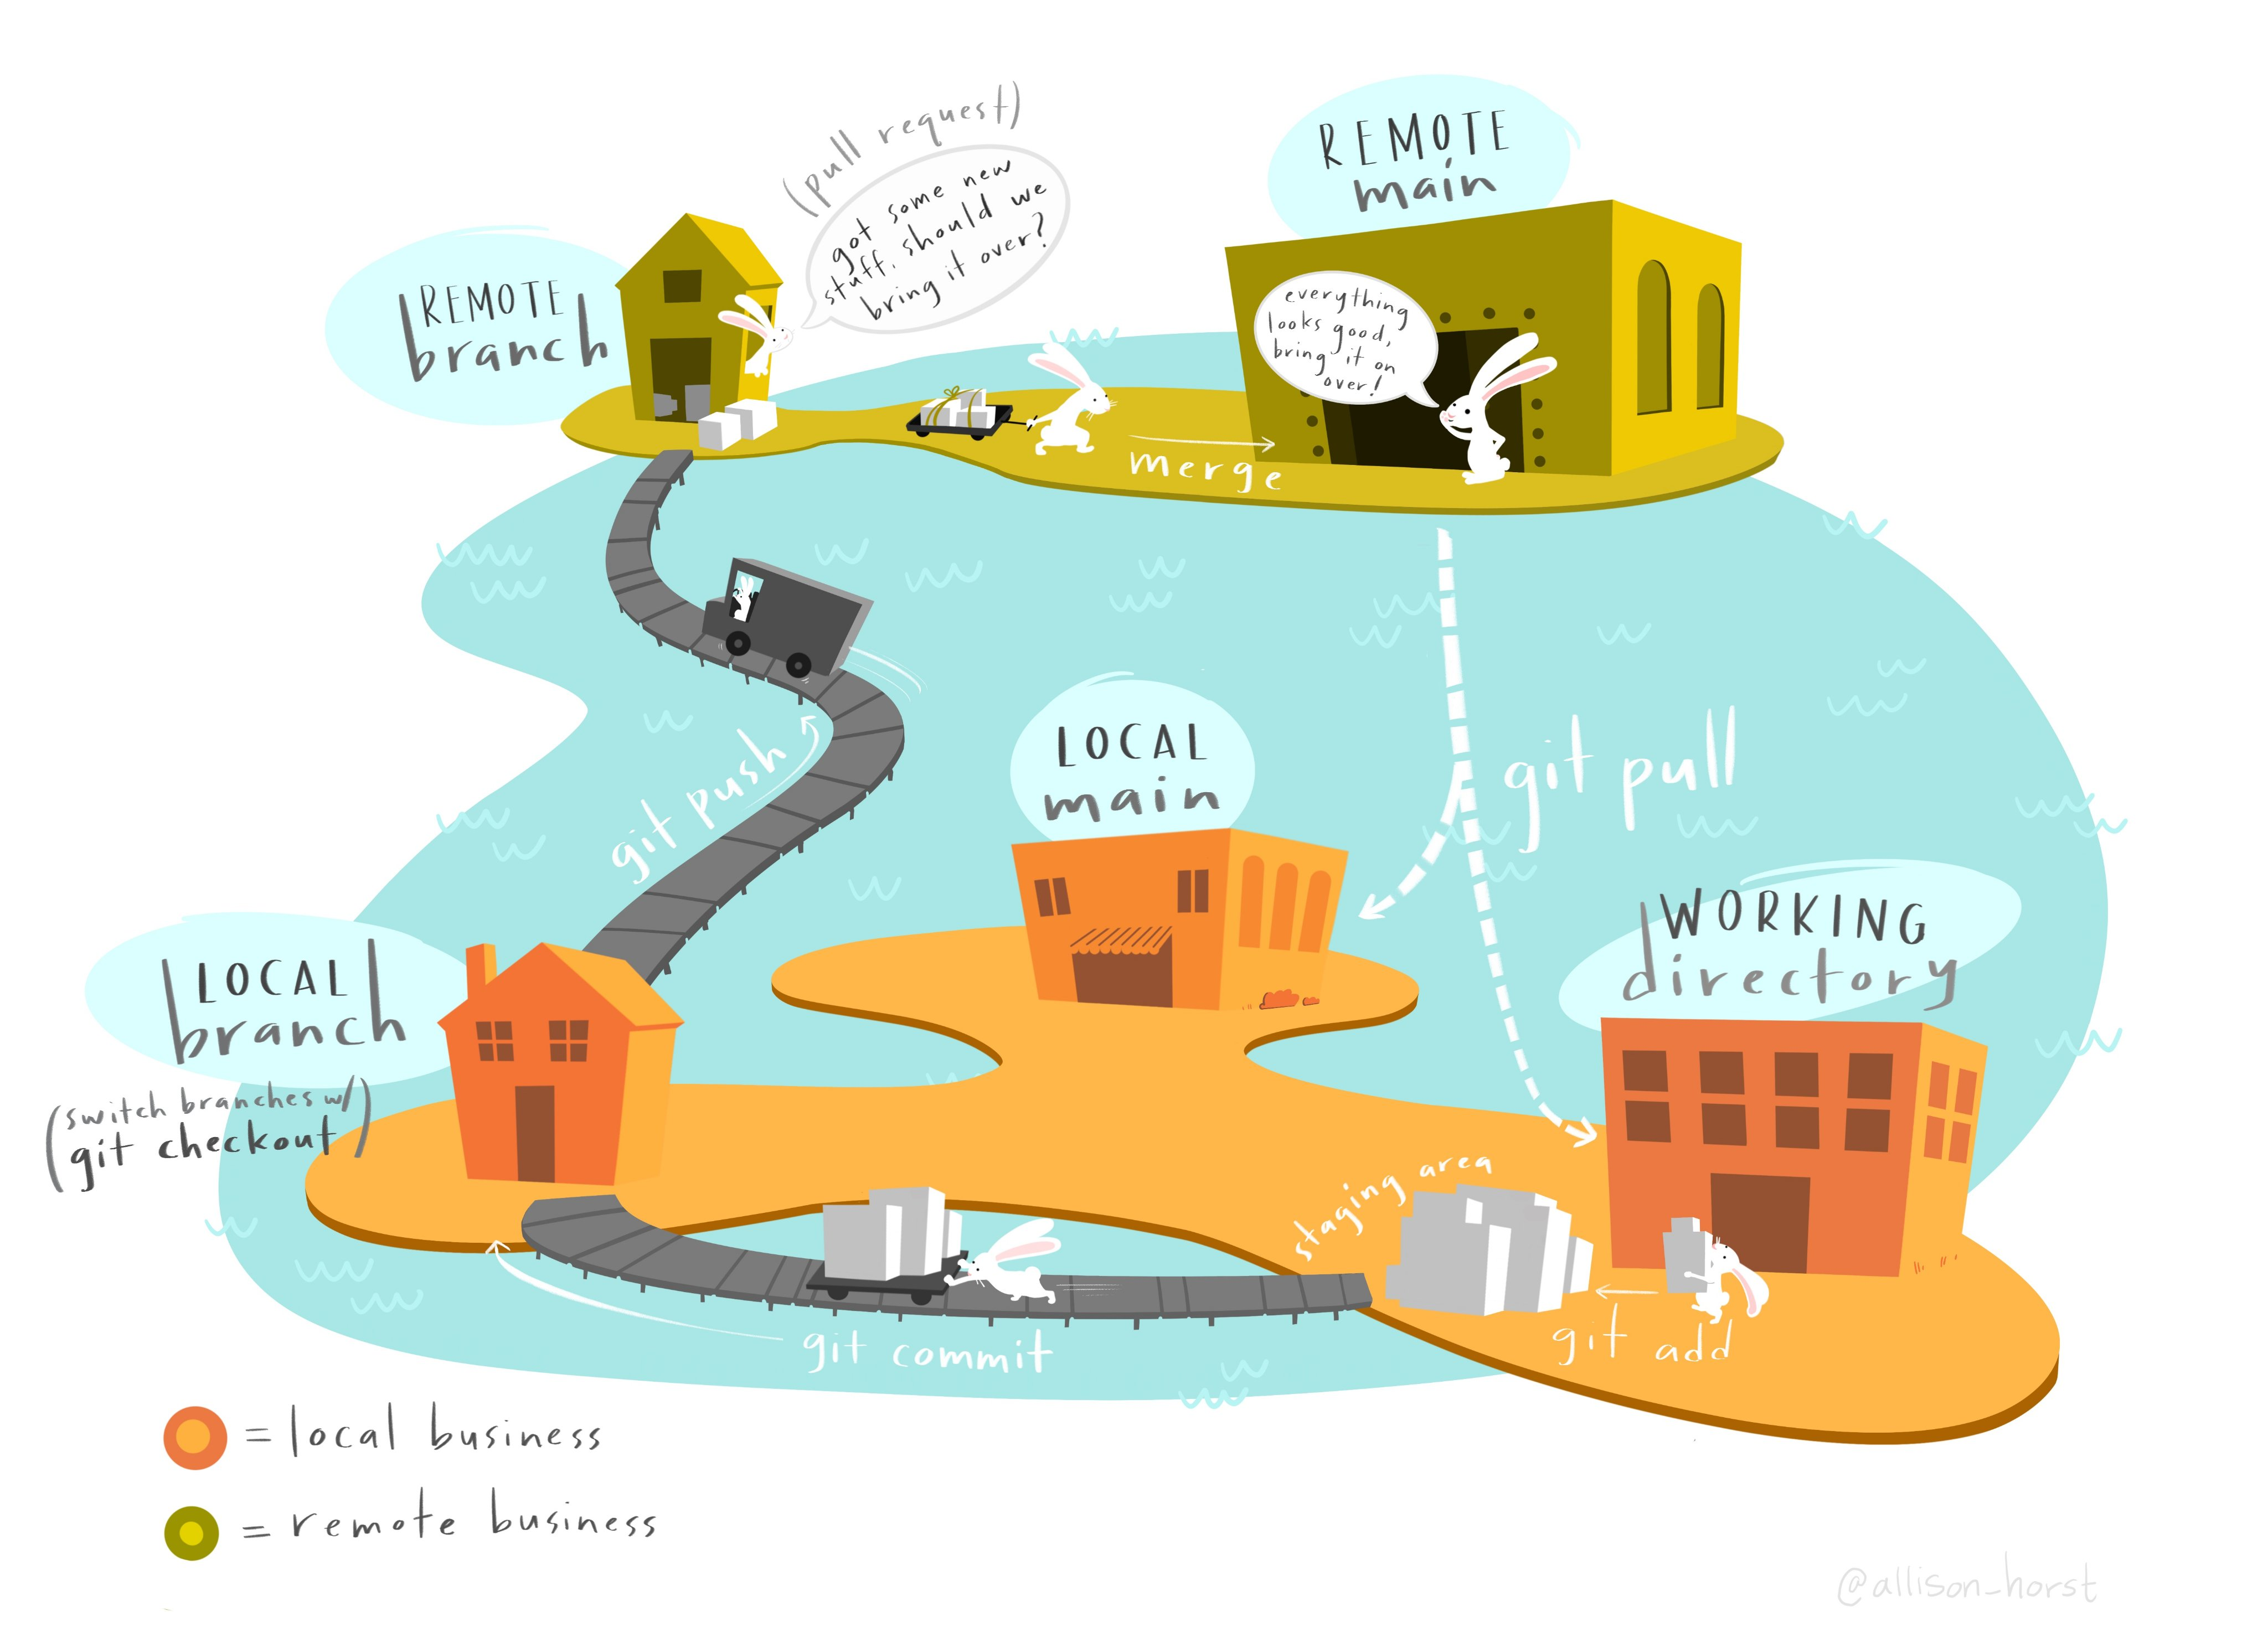 (pull request)
got some new
stuff. should we
bring it over?
REMOTE
main
REMOTE
branch
everything
looks good,
bring it on
over!
merge
git push
LOCAL
main
git pull
WORKING
directory
LOCAL
branch
(switch branches w/
git checkout)
staging area
git add
git commit
= local business
= remote business
@allison_horst